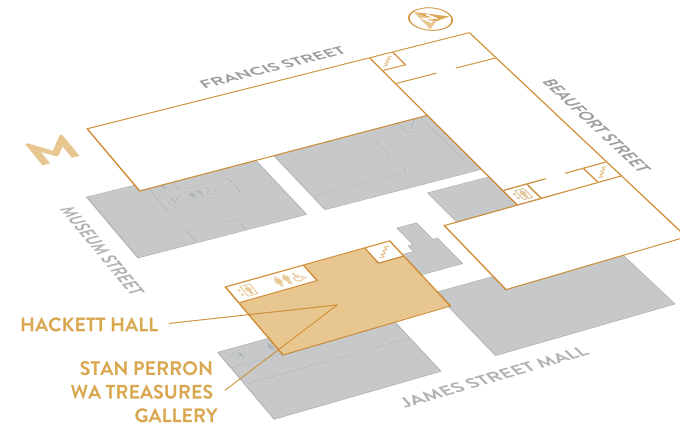 FRANCIS STREET
BEAUFORT STREET
M
MUSEUM STREET
HACKETT HALL
STAN PERRON
WA TREASURES
GALLERY
JAMES STREET MALL